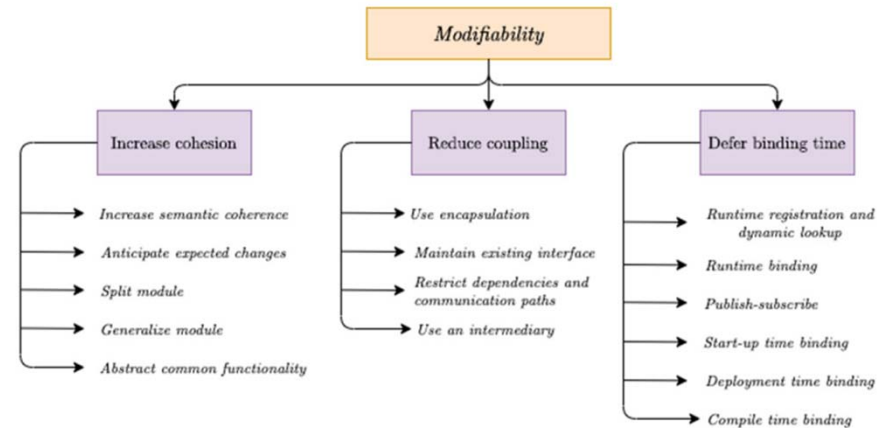 Modifiability
Increase cohesion
Increase semantic coherence
Anticipate expected changes
Split module
Generalize module
Abstract common functionality
Reduce coupling
Use encapsulation
Maintain existing interface
Restrict dependencies and
communication paths
Use an intermediary
Defer binding time
Runtime registration and
dynamic lookup
Runtime binding
Publish-subscribe
Start-up time binding
Deployment time binding
Compile time binding